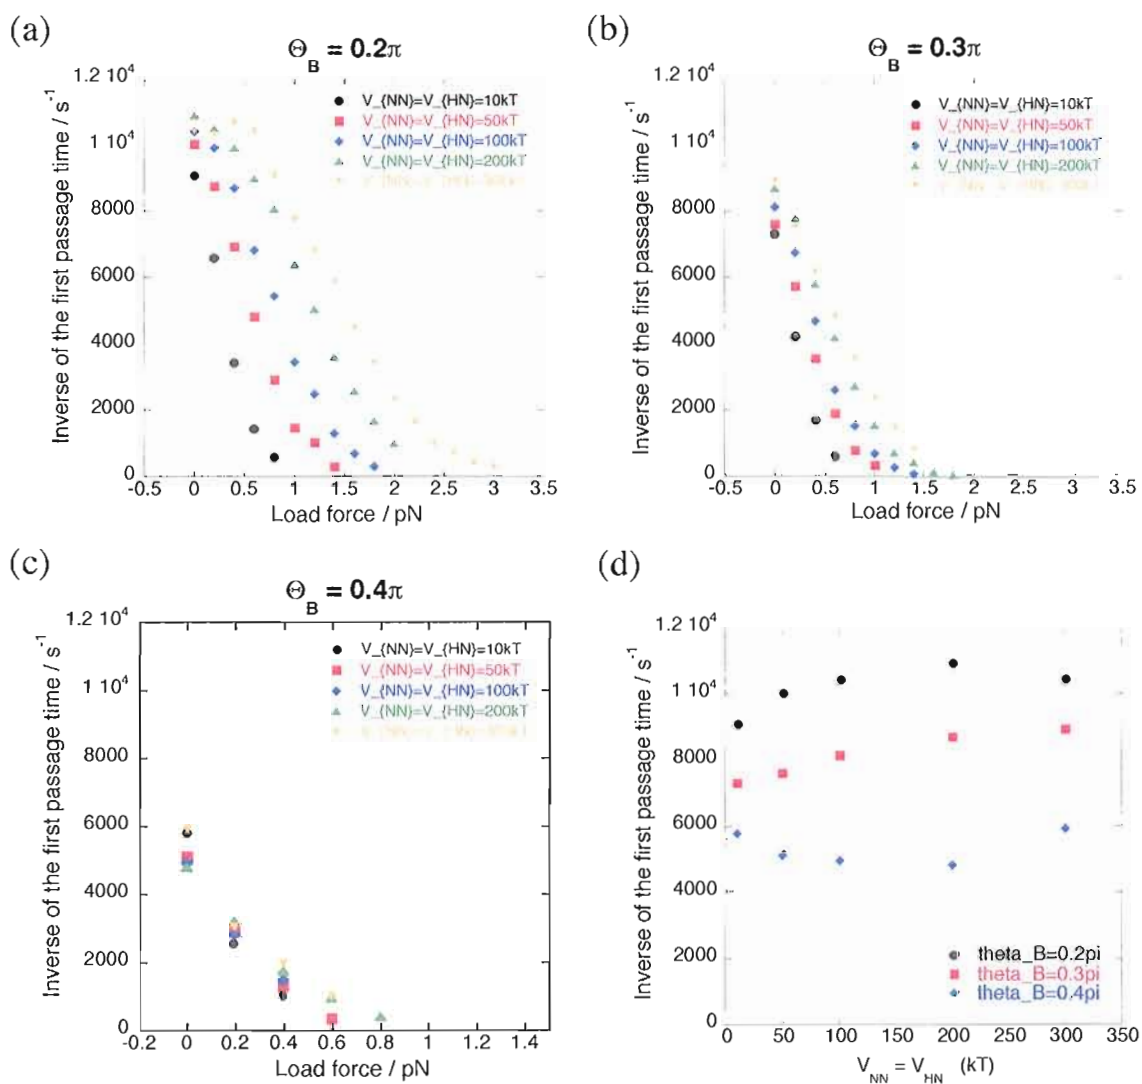 (a)
Θ_B = 0.2π
1.2 10^4
10^4
8000
6000
4000
2000
0
-0.5 0 0.5 1 1.5 2 2.5 3 3.5
Inverse of the first passage time / s^-1
Load force / pN
V_{NN}=V_{HN}=10kT
V_{NN}=V_{HN}=50kT
V_{NN}=V_{HN}=100kT
V_{NN}=V_{HN}=200kT
(b)
Θ_B = 0.3π
1.2 10^4
10^4
8000
6000
4000
2000
0
-0.5 0 0.5 1 1.5 2 2.5 3 3.5
Inverse of the first passage time / s^-1
Load force / pN
V_{NN}=V_{HN}=10kT
V_{NN}=V_{HN}=50kT
V_{NN}=V_{HN}=100kT
V_{NN}=V_{HN}=200kT
(c)
Θ_B = 0.4π
1.2 10^4
10^4
8000
6000
4000
2000
0
-0.2 0 0.2 0.4 0.6 0.8 1 1.2 1.4
Inverse of the first passage time / s^-1
Load force / pN
V_{NN}=V_{HN}=10kT
V_{NN}=V_{HN}=50kT
V_{NN}=V_{HN}=100kT
V_{NN}=V_{HN}=200kT
(d)
1.2 10^4
10^4
8000
6000
4000
2000
0
0 50 100 150 200 250 300 350
Inverse of the first passage time / s^-1
V_NN = V_HN (kT)
theta_B=0.2pi
theta_B=0.3pi
theta_B=0.4pi